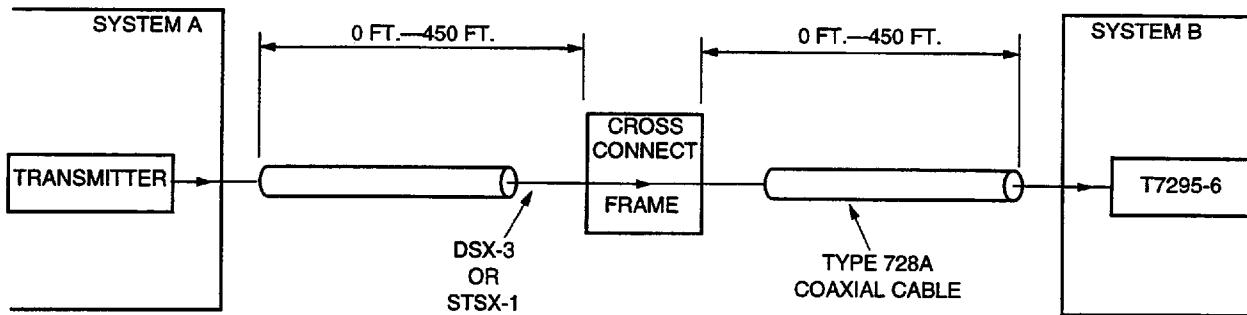 SYSTEM A
0 FT.—450 FT.
0 FT.—450 FT.
SYSTEM B
TRANSMITTER
CROSS
CONNECT
FRAME
T7295-6
DSX-3
OR
STSX-1
TYPE 728A
COAXIAL CABLE